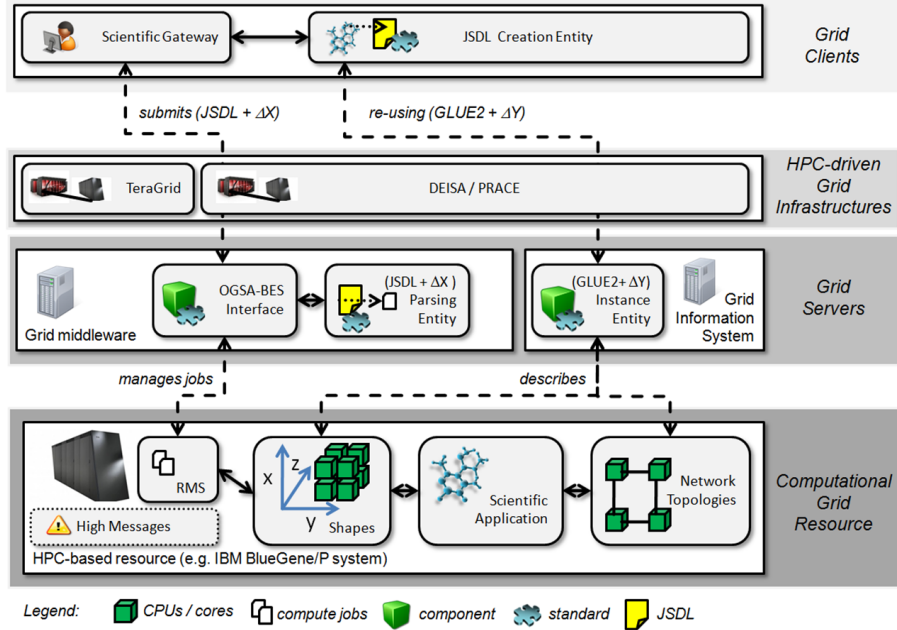 Scientific Gateway
JSDL Creation Entity
Grid
Clients
submits (JSDL + ΔX)
re-using (GLUE2 + ΔY)
TeraGrid
DEISA / PRACE
HPC-driven
Grid
Infrastructures
Grid middleware
OGSA-BES
Interface
(JSDL + ΔX )
Parsing
Entity
(GLUE2+ ΔY)
Instance
Entity
Grid
Information
System
Grid
Servers
manages jobs
describes
RMS
High Messages
X
Z
y
Shapes
Scientific
Application
Network
Topologies
HPC-based resource (e.g. IBM BlueGene/P system)
Computational
Grid
Resource
Legend:
CPUs / cores
compute jobs
component
standard
JSDL